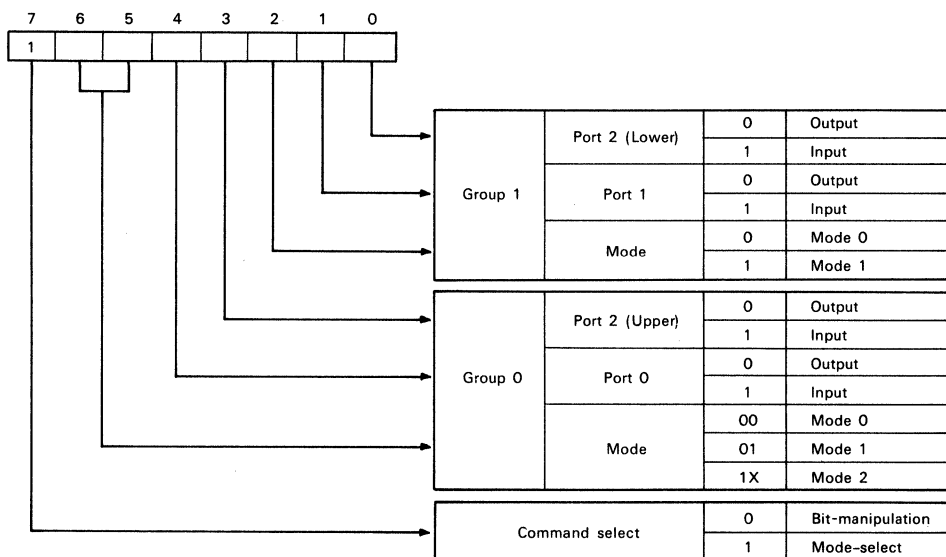 7 6 5 4 3 2 1 0
1
Group 1
Port 2 (Lower)
0 Output
1 Input
Port 1
0 Output
1 Input
Mode
0 Mode 0
1 Mode 1
Group 0
Port 2 (Upper)
0 Output
1 Input
Port 0
0 Output
1 Input
Mode
00 Mode 0
01 Mode 1
1X Mode 2
Command select
0 Bit-manipulation
1 Mode-select